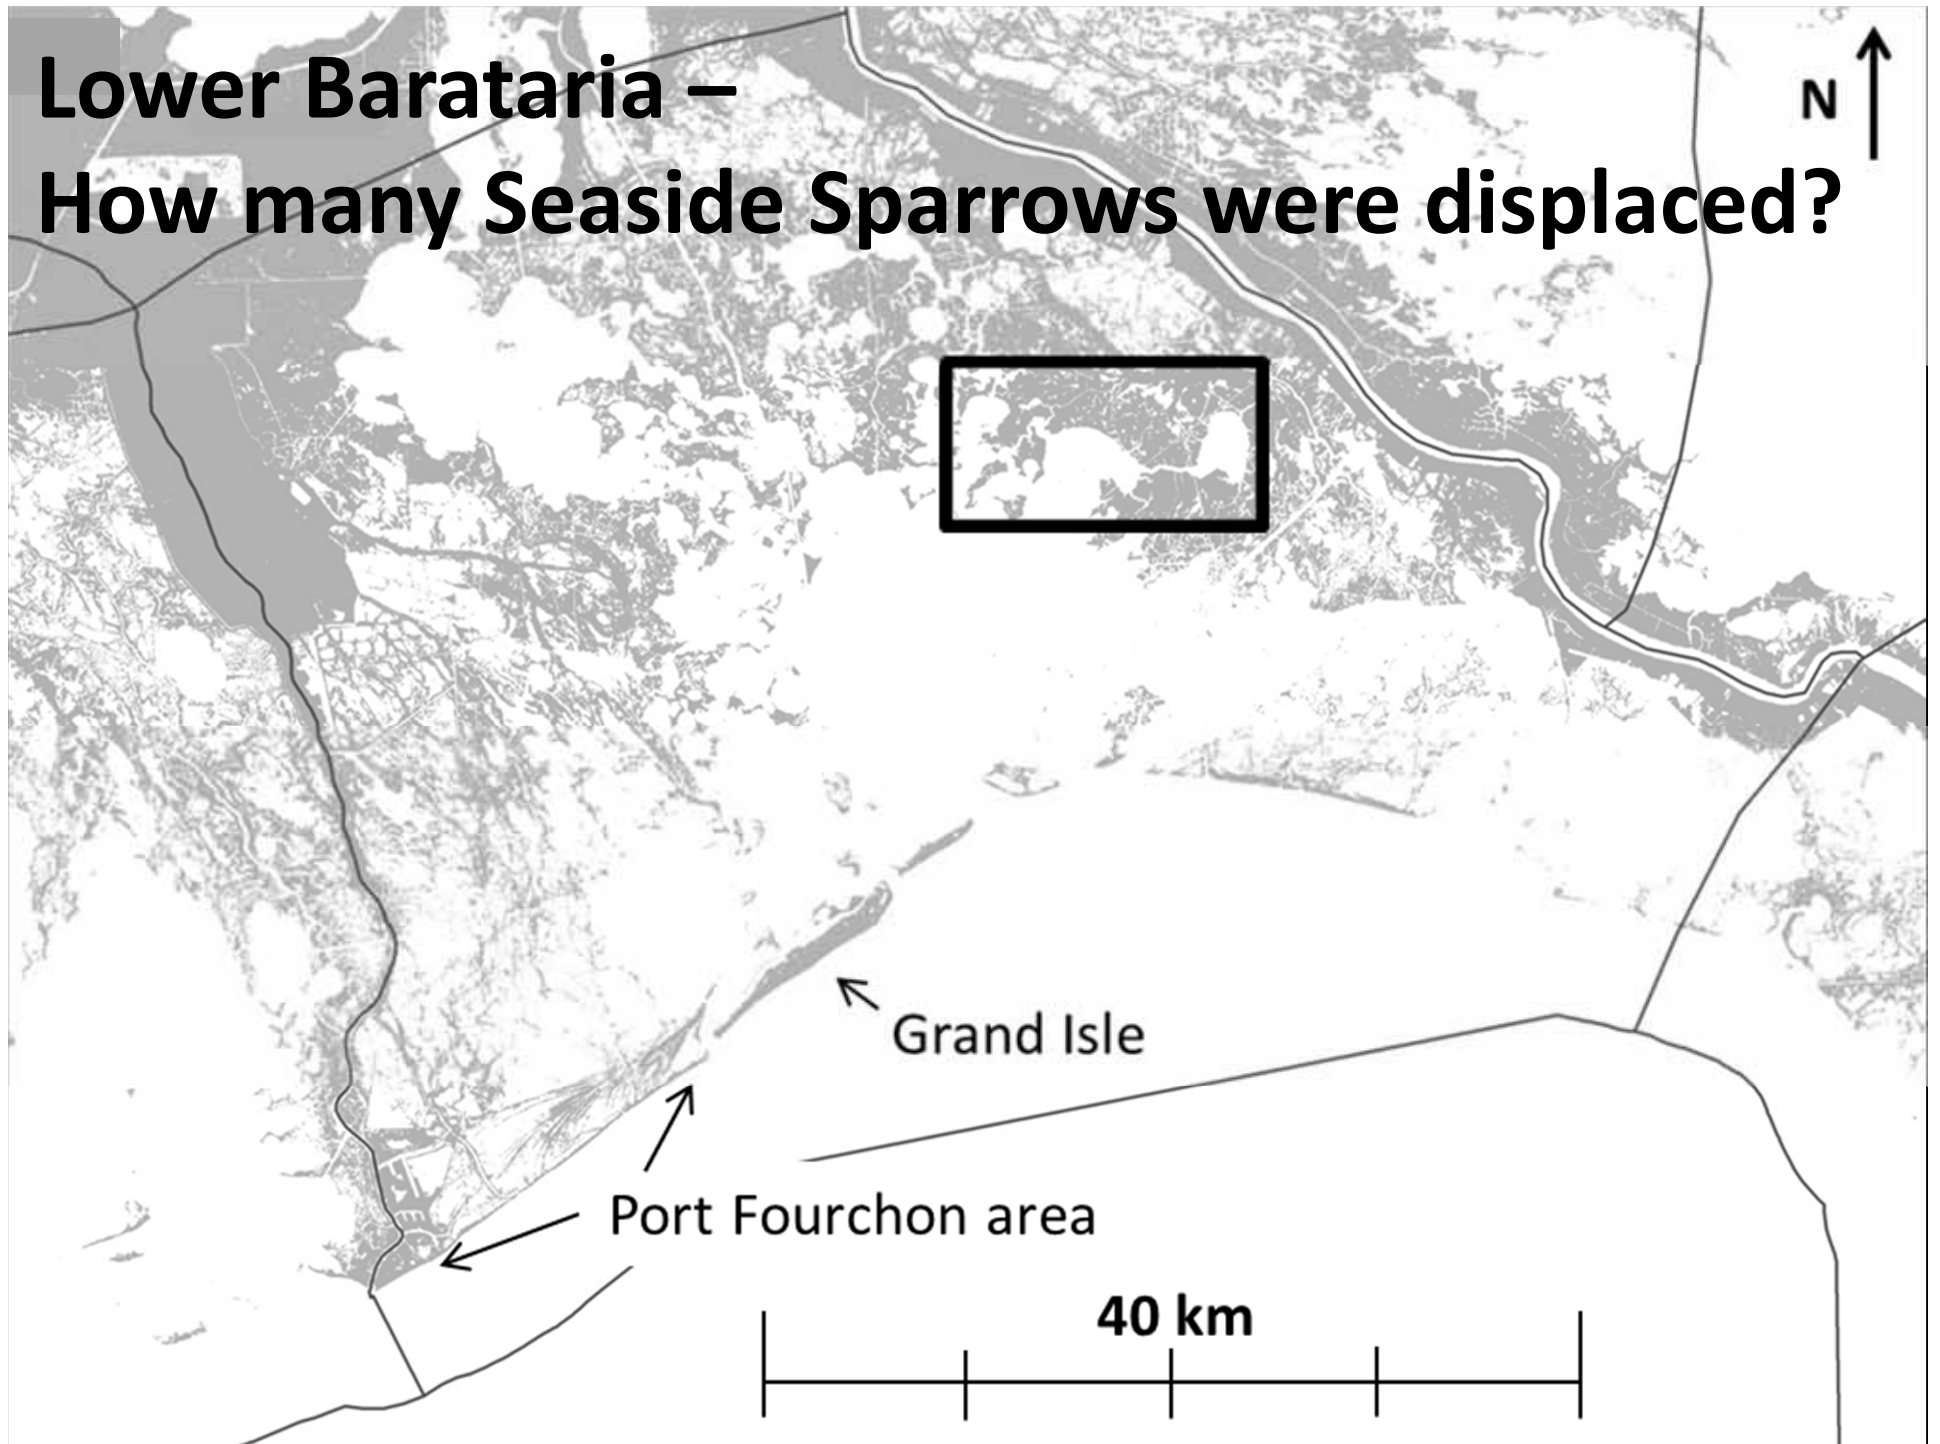 Lower Barataria –
How many Seaside Sparrows were displaced?
N
Grand Isle
Port Fourchon area
40 km